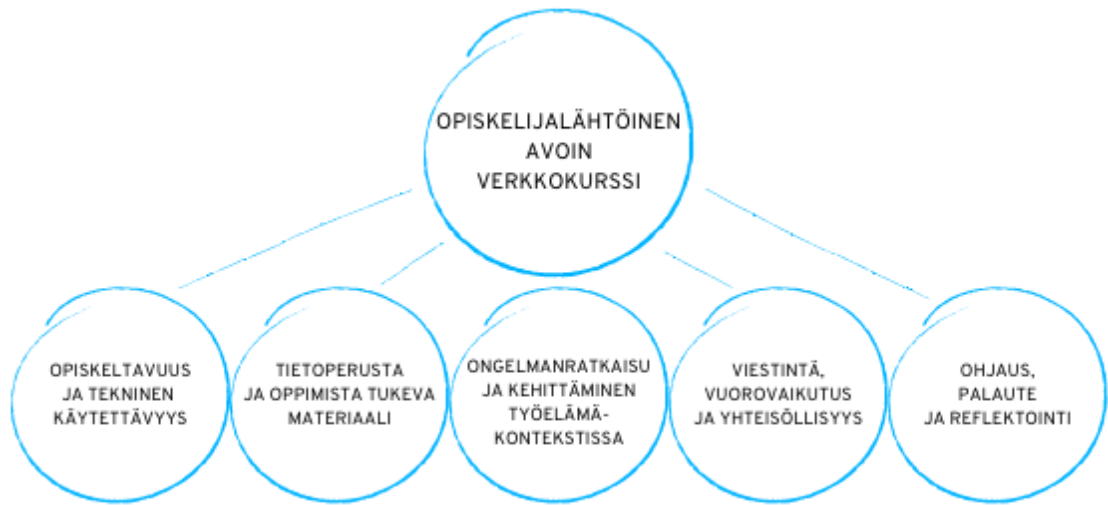 OPISKELIJALÄHTÖINEN
AVOIN
VERKKOKURSSI
OPISKELTAVUUS
JA TEKNINEN
KÄYTETTÄVYYS
TIETOPERUSTA
JA OPPIMISTA TUKEVA
MATERIAALI
ONGELMANRATKAISU
JA KEHITTÄMINEN
TYÖELÄMÄ-
KONTEKSTISSA
VIESTINTÄ,
VUOROVAIKUTUS
JA YHTEISÖLLISYYS
OHJAUS,
PALAUTE
JA REFLEKTOINTI